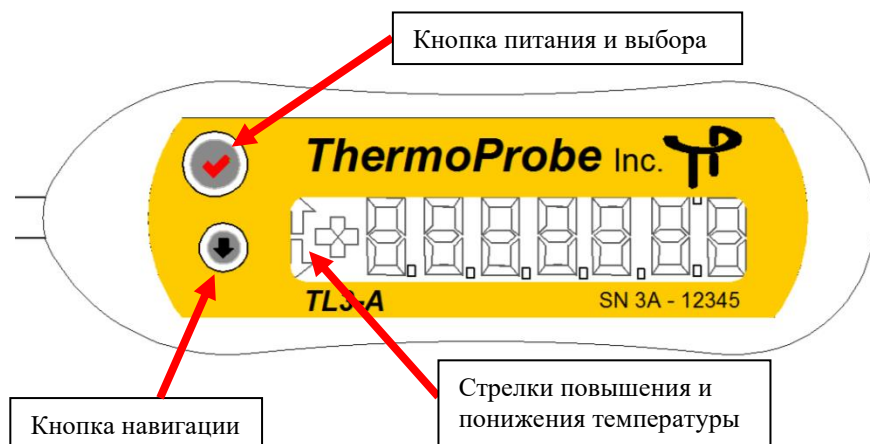 Кнопка питания и выбора
ThermoProbe Inc.
TL3-A
SN 3A - 12345
Кнопка навигации
Стрелки повышения и
понижения температуры